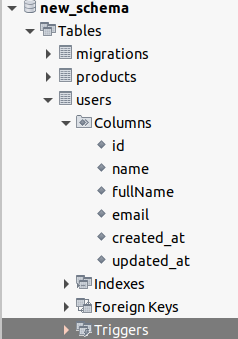 new_schema
Tables
migrations
products
users
Columns
id
name
fullName
email
created_at
updated_at
Indexes
Foreign Keys
Triggers